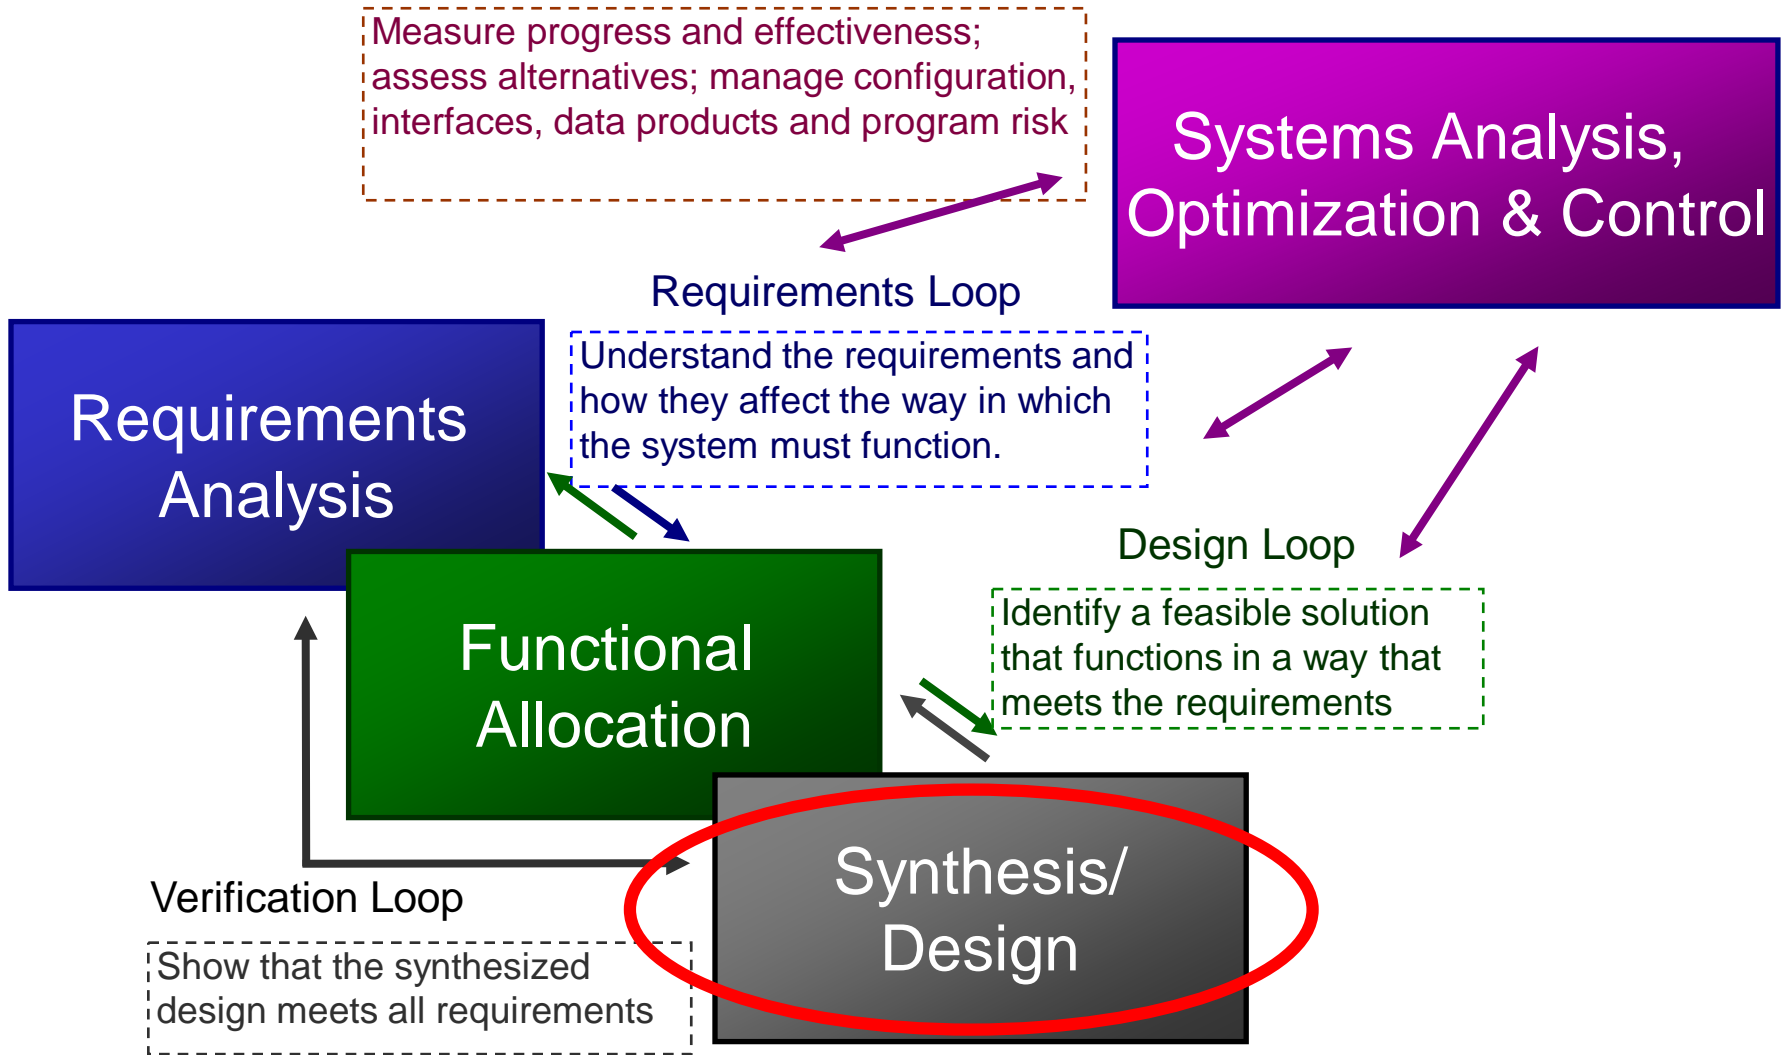 Measure progress and effectiveness;
assess alternatives; manage configuration,
interfaces, data products and program risk
Systems Analysis,
Optimization & Control
Requirements Loop
Understand the requirements and
how they affect the way in which
the system must function.
Requirements
Analysis
Design Loop
Identify a feasible solution
that functions in a way that
meets the requirements
Functional
Allocation
Synthesis/
Design
Verification Loop
Show that the synthesized
design meets all requirements